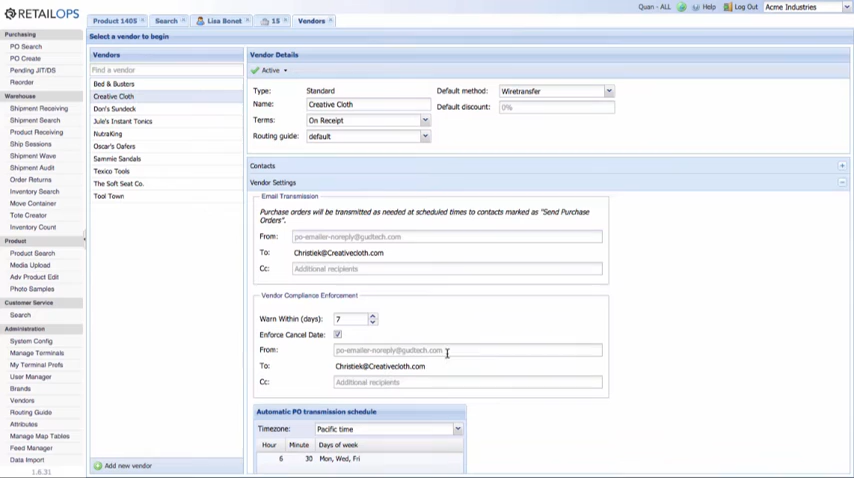 RETAILOPS
Product 1405
Search
Lisa Bonet
15
Vendors
Quan - ALL
Help
Log Out
Acme Industries
Select a vendor to begin
Purchasing
PO Search
PO Create
Pending JIT/DS
Reorder
Warehouse
Shipment Receiving
Shipment Search
Product Receiving
Ship Sessions
Shipment Wave
Shipment Audit
Order Returns
Inventory Search
Move Container
Tote Creator
Inventory Count
Product
Product Search
Media Upload
Adv Product Edit
Photo Samples
Customer Service
Search
Administration
System Config
Manage Terminals
My Terminal Prefs
User Manager
Brands
Vendors
Routing Guide
Attributes
Manage Map Tables
Feed Manager
Data Import
1.6.31
Vendors
Find a vendor
Bed & Busters
Creative Cloth
Don's Sundeck
Jule's Instant Tonics
NutraKing
Oscar's Oafers
Sammie Sandals
Texico Tools
The Soft Seat Co.
Tool Town
Add new vendor
Vendor Details
Active
Type: Standard
Name: Creative Cloth
Terms: On Receipt
Routing guide: default
Default method: Wiretransfer
Default discount: 0%
Contacts
Vendor Settings
Email Transmission
Purchase orders will be transmitted as needed at scheduled times to contacts marked as "Send Purchase
Orders".
From: po-emailer-noreply@gudtech.com
To: Christiek@Creativecloth.com
Cc: Additional recipients
Vendor Compliance Enforcement
Warn Within (days): 7
Enforce Cancel Date:
From: po-emailer-noreply@gudtech.com
To: Christiek@Creativecloth.com
Cc: Additional recipients
Automatic PO transmission schedule
Timezone: Pacific time
Hour Minute Days of week
6 30 Mon, Wed, Fri